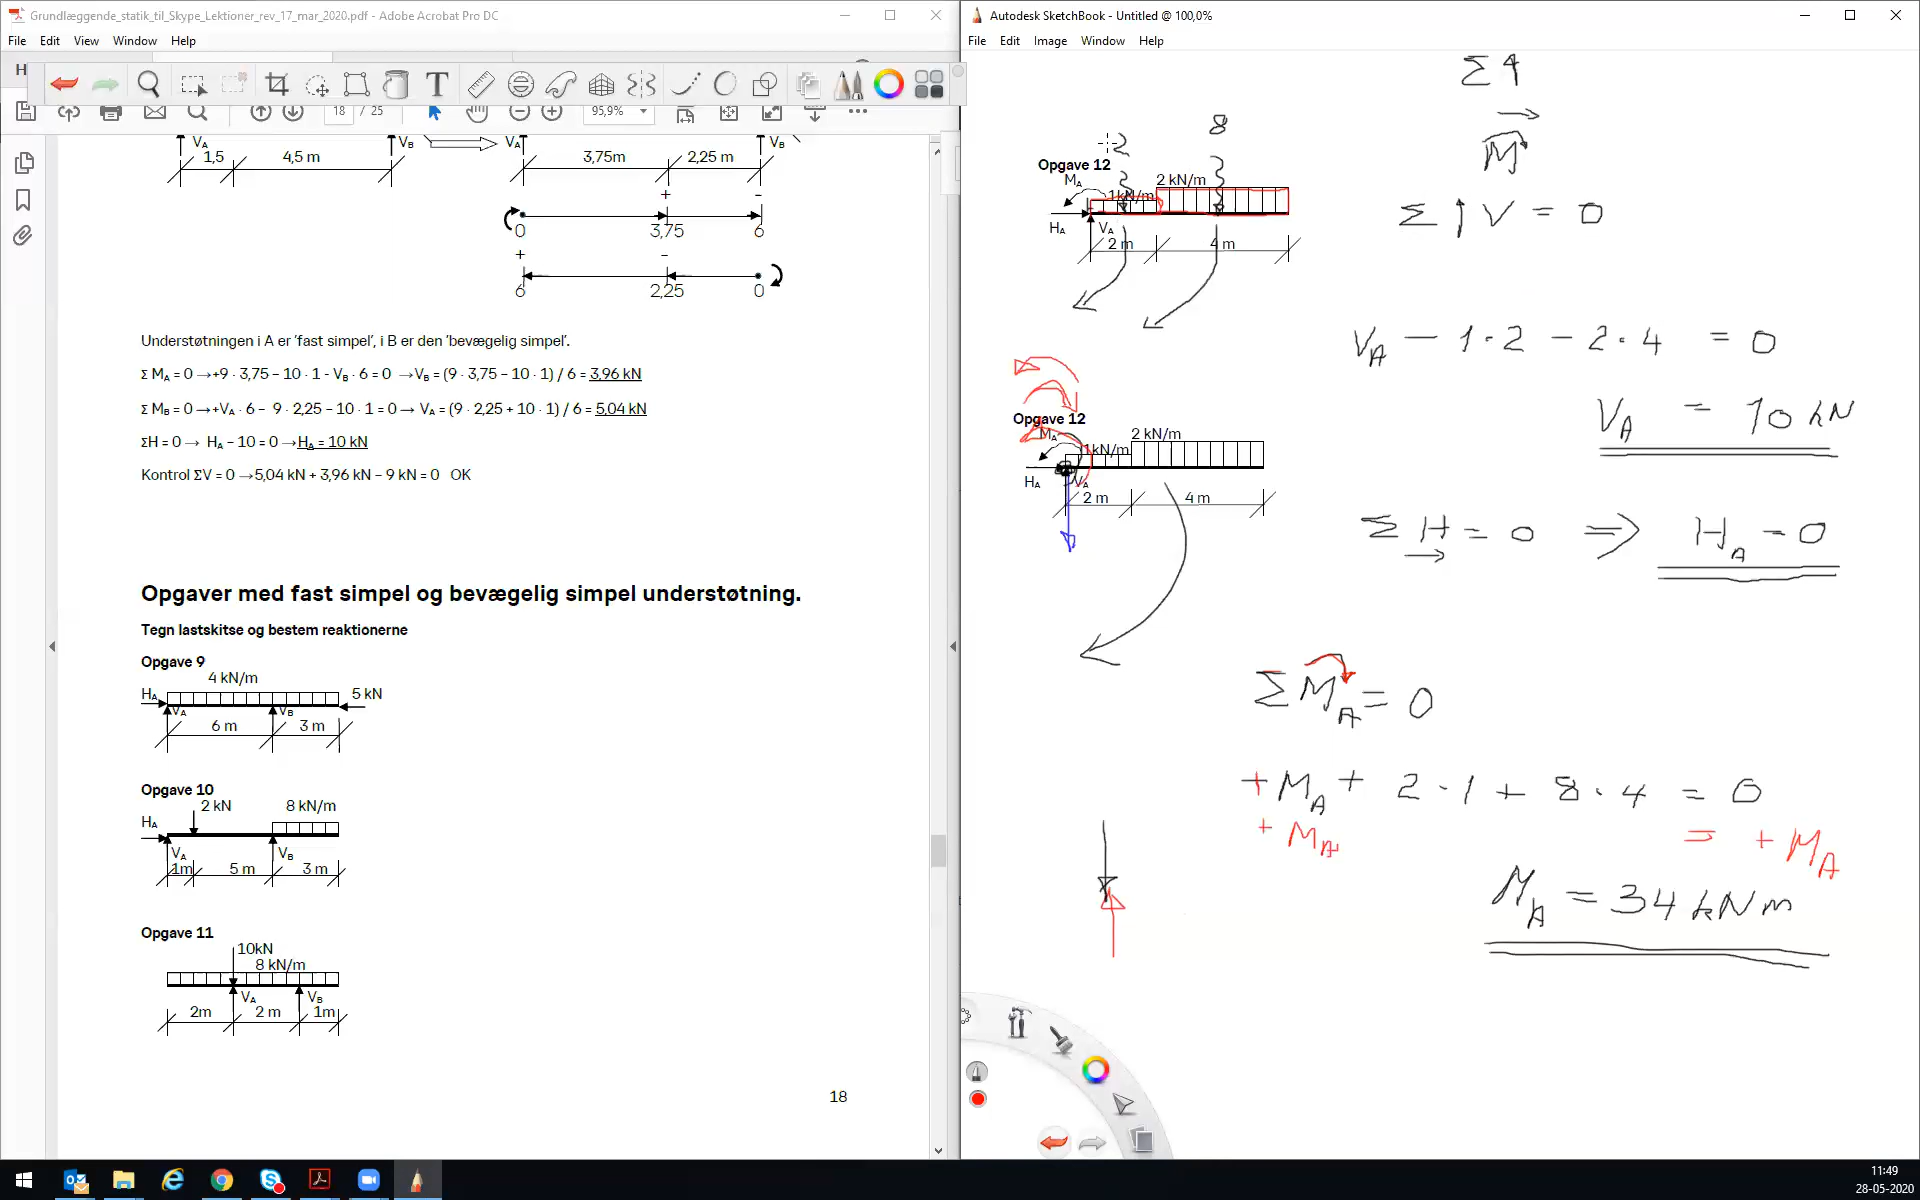 Grundlæggende_statik_til_Skype_Lektioner_rev_17_mar_2020.pdf - Adobe Acrobat Pro DC
File Edit View Window Help
H
18 / 25
95,9%
VA VB VA VB
1,5 4,5 m 3,75m 2,25 m
+ -
0 3,75 6
+ -
6 2,25 0
Understøtningen i A er 'fast simpel', i B er den 'bevægelig simpel'.
Σ MA = 0 →+9 · 3,75 – 10 · 1 - VB · 6 = 0 →VB = (9 · 3,75 – 10 · 1) / 6 = 3,96 kN
Σ MB = 0 →+VA · 6 – 9 · 2,25 – 10 · 1 = 0→ VA = (9 · 2,25 + 10 · 1) / 6 = 5,04 kN
ΣH = 0 → HA – 10 = 0 →HA = 10 kN
Kontrol ΣV = 0 →5,04 kN + 3,96 kN – 9 kN = 0 OK
Opgaver med fast simpel og bevægelig simpel understøtning.
Tegn lastskitse og bestem reaktionerne
Opgave 9
4 kN/m
HA 5 kN
VA VB
6 m 3 m
Opgave 10
2 kN 8 kN/m
HA
VA VB
1m 5 m 3 m
Opgave 11
10kN
8 kN/m
VA VB
2m 2 m 1m
18
Autodesk SketchBook - Untitled @ 100,0%
File Edit Image Window Help
Σ
M
Σ V = 0
2 8
Opgave 12
MA 2 kN/m
1kN/m
HA VA
2 m 4 m
VA - 1 · 2 - 2 · 4 = 0
VA = 10 kN
Opgave 12
MA 2 kN/m
1kN/m
HA VA
2 m 4 m
Σ H = 0 ⇒ HA = 0
Σ MA = 0
+ MA + 2 · 1 + 8 · 4 = 0
+ MA = + MA
MA = 34 kNm
11:49
28-05-2020